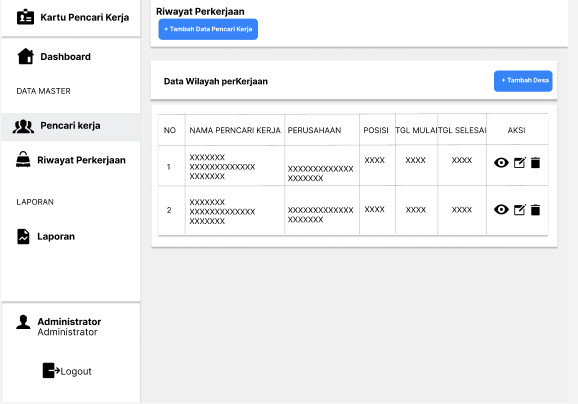 Kartu Pencari Kerja
Dashboard
DATA MASTER
Pencari kerja
Riwayat Perkerjaan
LAPORAN
Laporan
Administrator
Administrator
Logout
Riwayat Perkerjaan
+ Tambah Data Pencari Kerja
Data Wilayah perKerjaan
+ Tambah Desa
NO NAMA PERNCARI KERJA PERUSAHAAN POSISI TGL MULAI TGL SELESAI AKSI
1 XXXXXXX XXXX XXXX XXXX
XXXXXXXXXXXXX XXXXXXXXXXXXX
XXXXXXX XXXXXXX
2 XXXXXXX XXXX XXXX XXXX
XXXXXXXXXXXXX XXXXXXXXXXXXX
XXXXXXX XXXXXXX